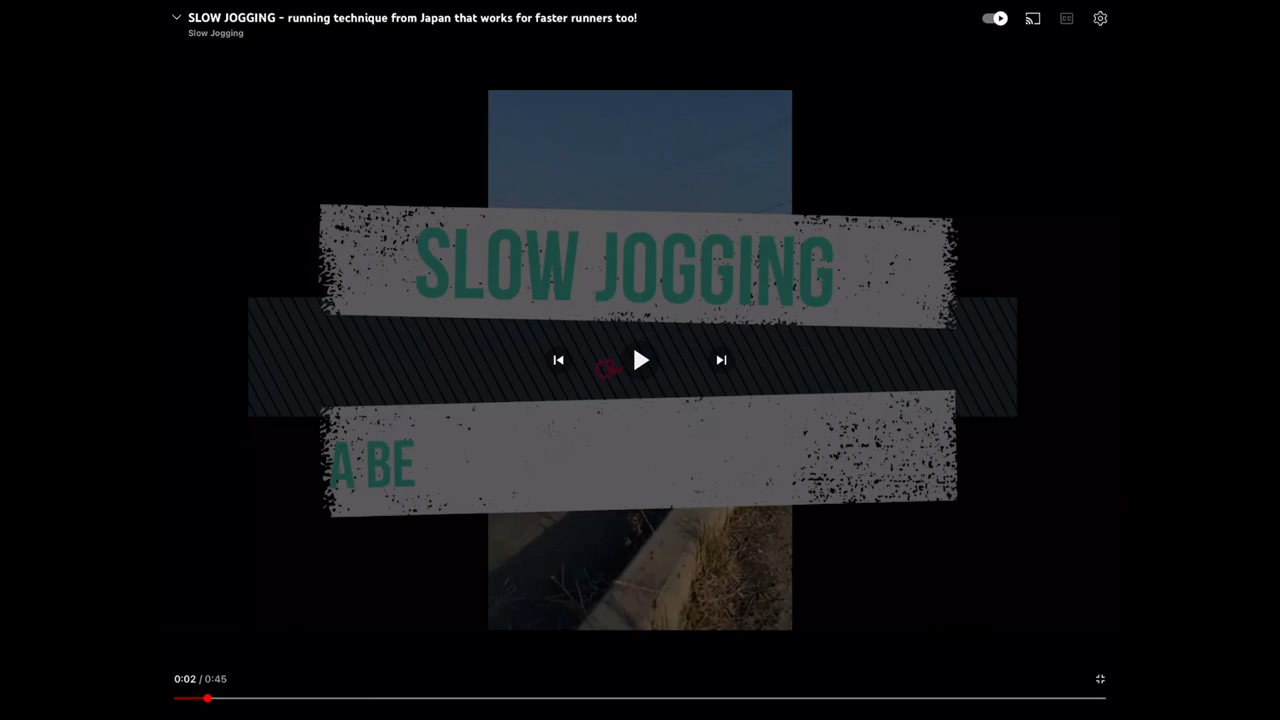 SLOW JOGGING - running technique from Japan that works for faster runners too!
Slow Jogging
CC
SLOW JOGGING
A BE
0:02 / 0:45